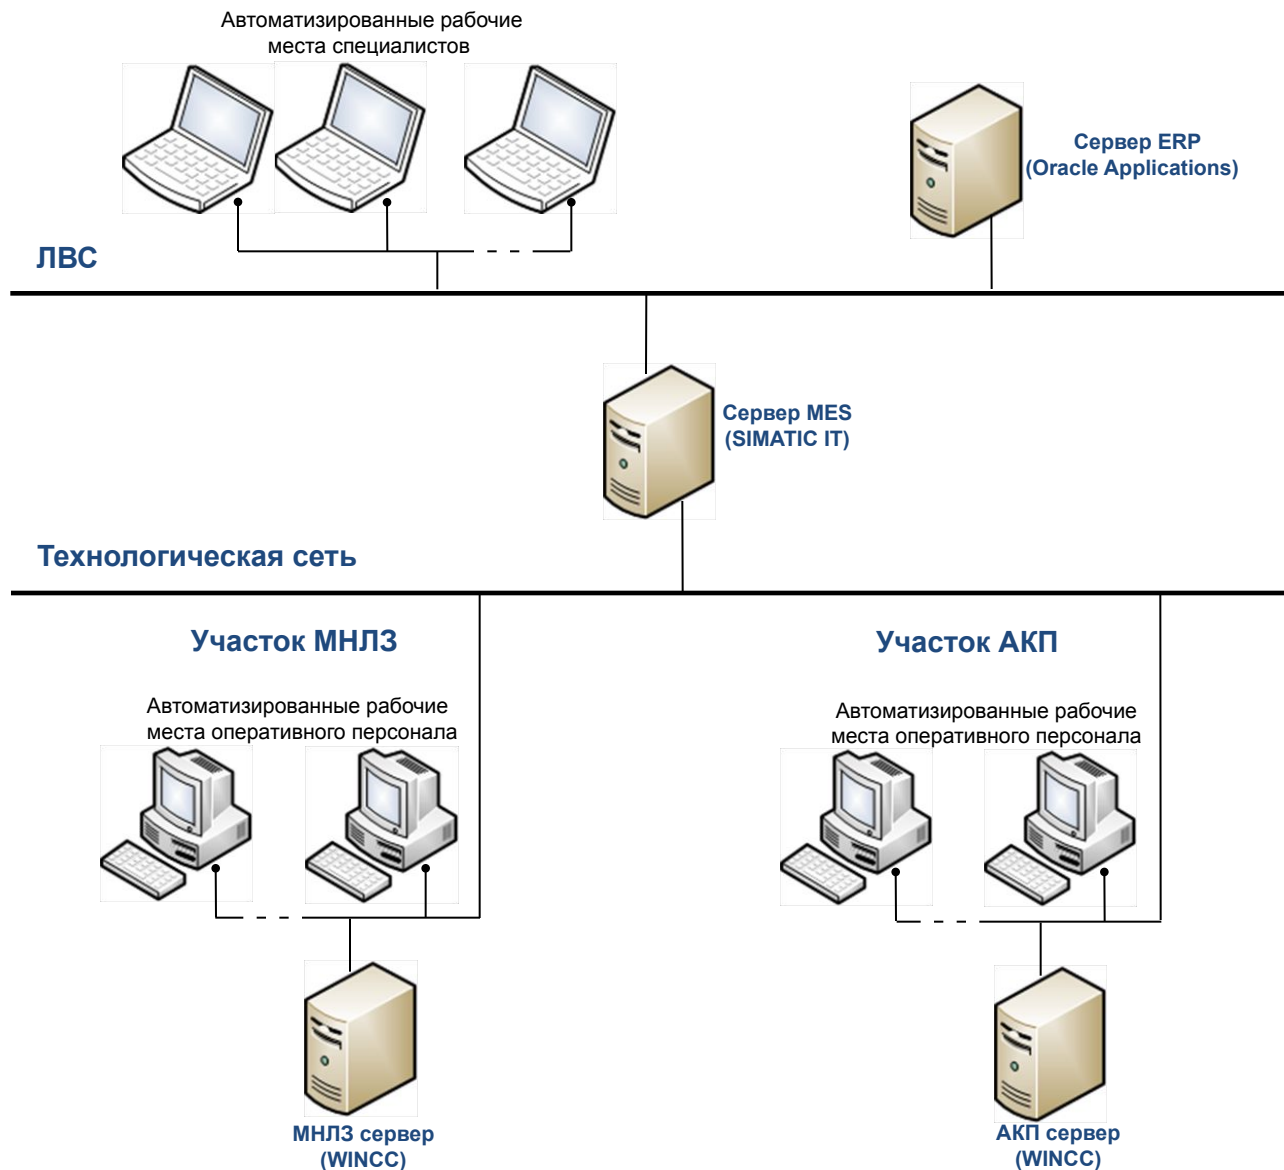 Автоматизированные рабочие
места специалистов
Сервер ERP
(Oracle Applications)
ЛВС
Сервер MES
(SIMATIC IT)
Технологическая сеть
Участок МНЛЗ
Участок АКП
Автоматизированные рабочие
места оперативного персонала
Автоматизированные рабочие
места оперативного персонала
МНЛЗ сервер
(WINCC)
АКП сервер
(WINCC)